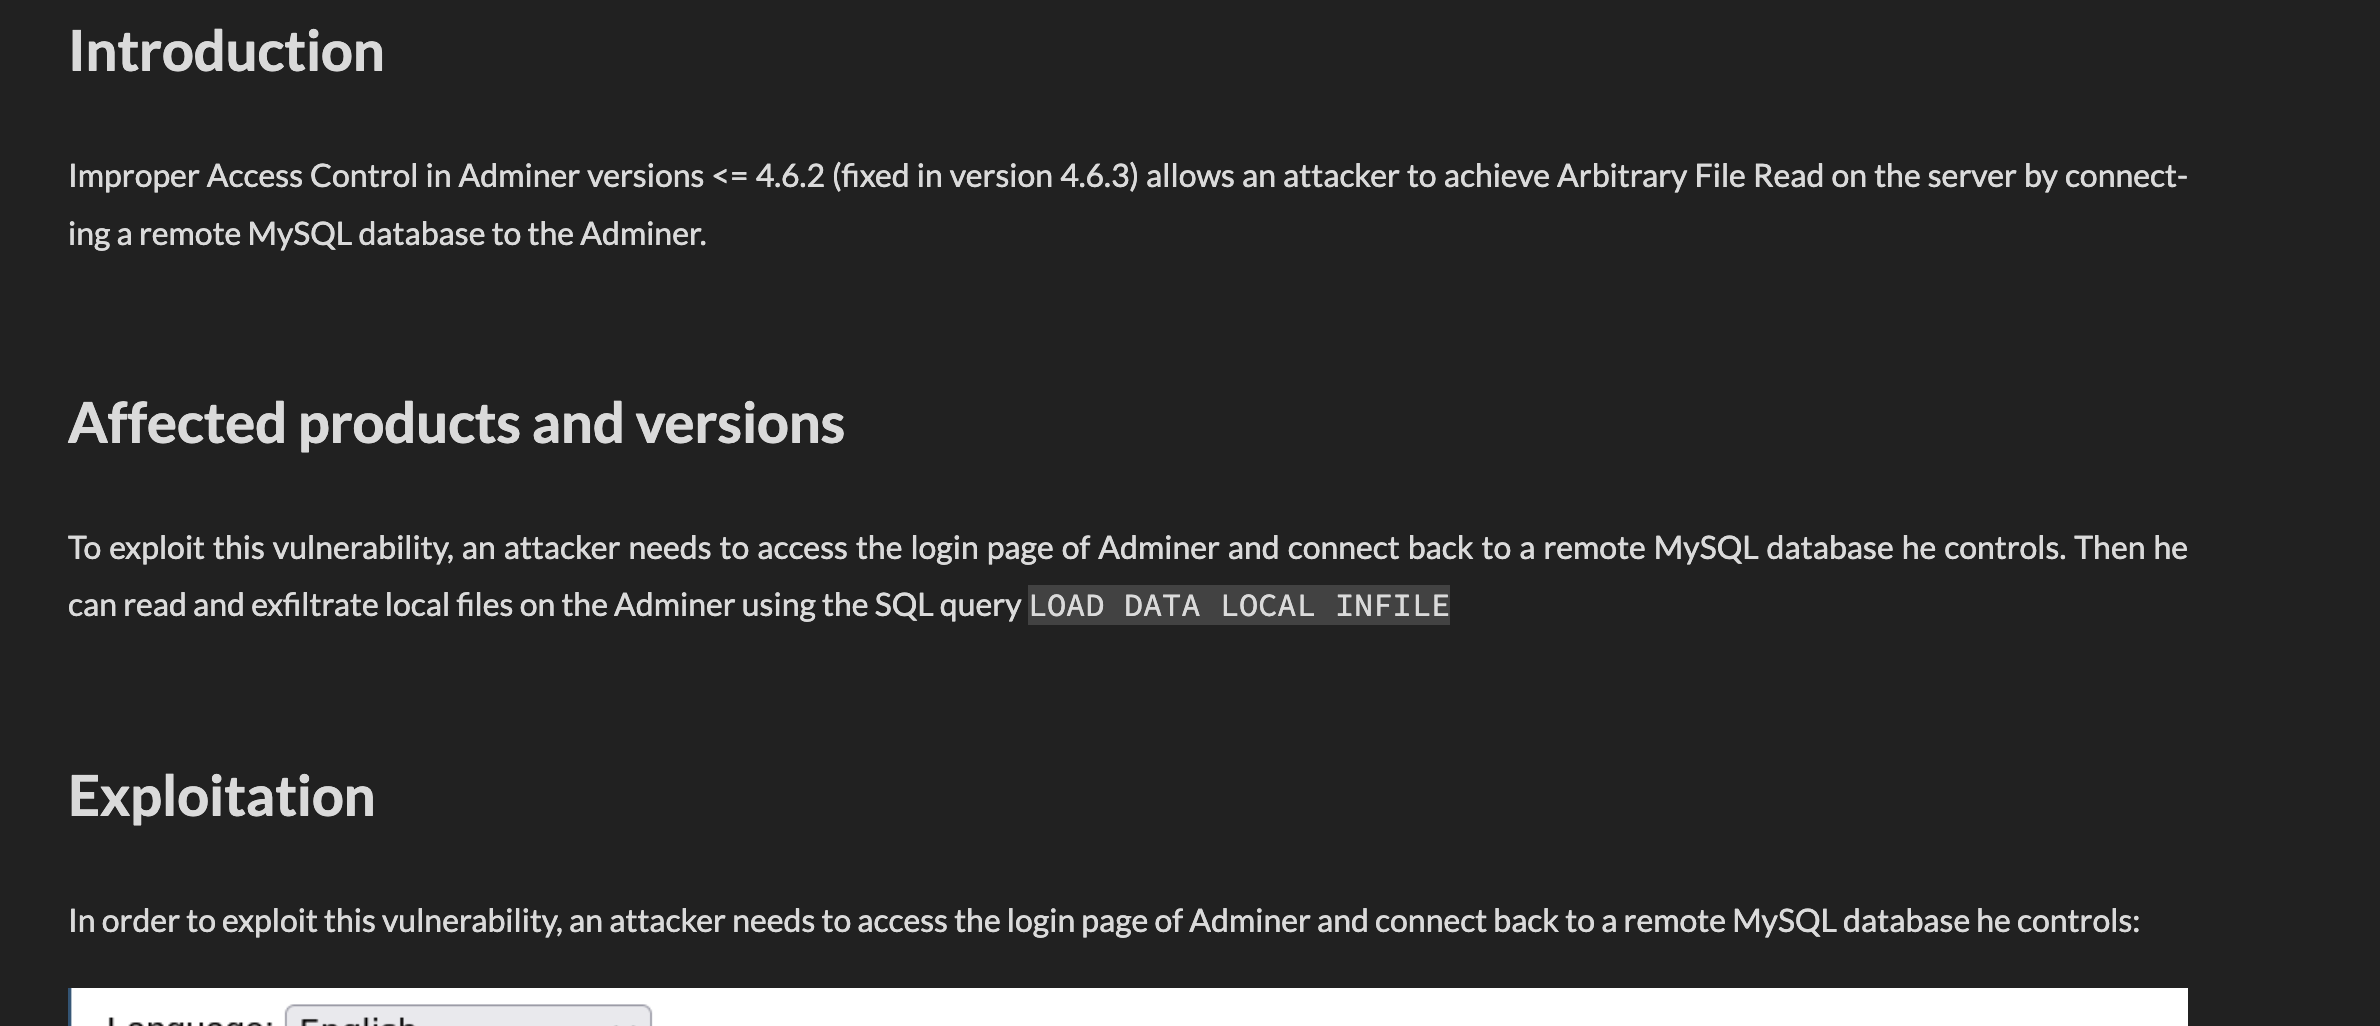 Introduction
Improper Access Control in Adminer versions <= 4.6.2 (fixed in version 4.6.3) allows an attacker to achieve Arbitrary File Read on the server by connect-
ing a remote MySQL database to the Adminer.
Affected products and versions
To exploit this vulnerability, an attacker needs to access the login page of Adminer and connect back to a remote MySQL database he controls. Then he
can read and exfiltrate local files on the Adminer using the SQL query LOAD DATA LOCAL INFILE
Exploitation
In order to exploit this vulnerability, an attacker needs to access the login page of Adminer and connect back to a remote MySQL database he controls:
Language: English